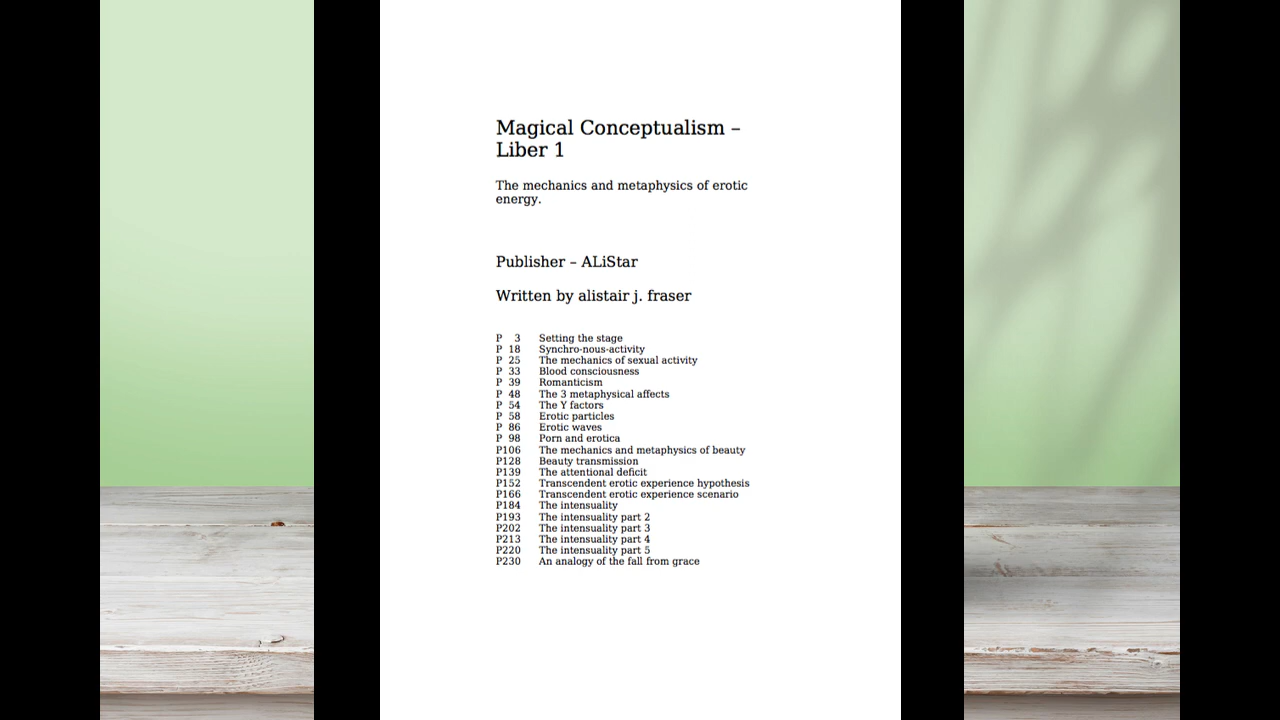 Magical Conceptualism –
Liber 1
The mechanics and metaphysics of erotic
energy.
Publisher – ALiStar
Written by alistair j. fraser
P 3 Setting the stage
P 18 Synchro-nous-activity
P 25 The mechanics of sexual activity
P 33 Blood consciousness
P 39 Romanticism
P 48 The 3 metaphysical affects
P 54 The Y factors
P 58 Erotic particles
P 86 Erotic waves
P 98 Porn and erotica
P106 The mechanics and metaphysics of beauty
P128 Beauty transmission
P139 The attentional deficit
P152 Transcendent erotic experience hypothesis
P166 Transcendent erotic experience scenario
P184 The intensuality
P193 The intensuality part 2
P202 The intensuality part 3
P213 The intensuality part 4
P220 The intensuality part 5
P230 An analogy of the fall from grace